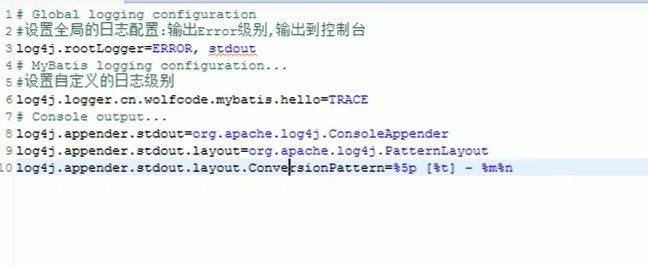 1 # Global logging configuration
2 #设置全局的日志配置:输出Error级别,输出到控制台
3 log4j.rootLogger=ERROR, stdout
4 # MyBatis logging configuration...
5 #设置自定义的日志级别
6 log4j.logger.cn.wolfcode.mybatis.hello=TRACE
7 # Console output...
8 log4j.appender.stdout=org.apache.log4j.ConsoleAppender
9 log4j.appender.stdout.layout=org.apache.log4j.PatternLayout
10 log4j.appender.stdout.layout.ConversionPattern=%5p [%t] - %m%n